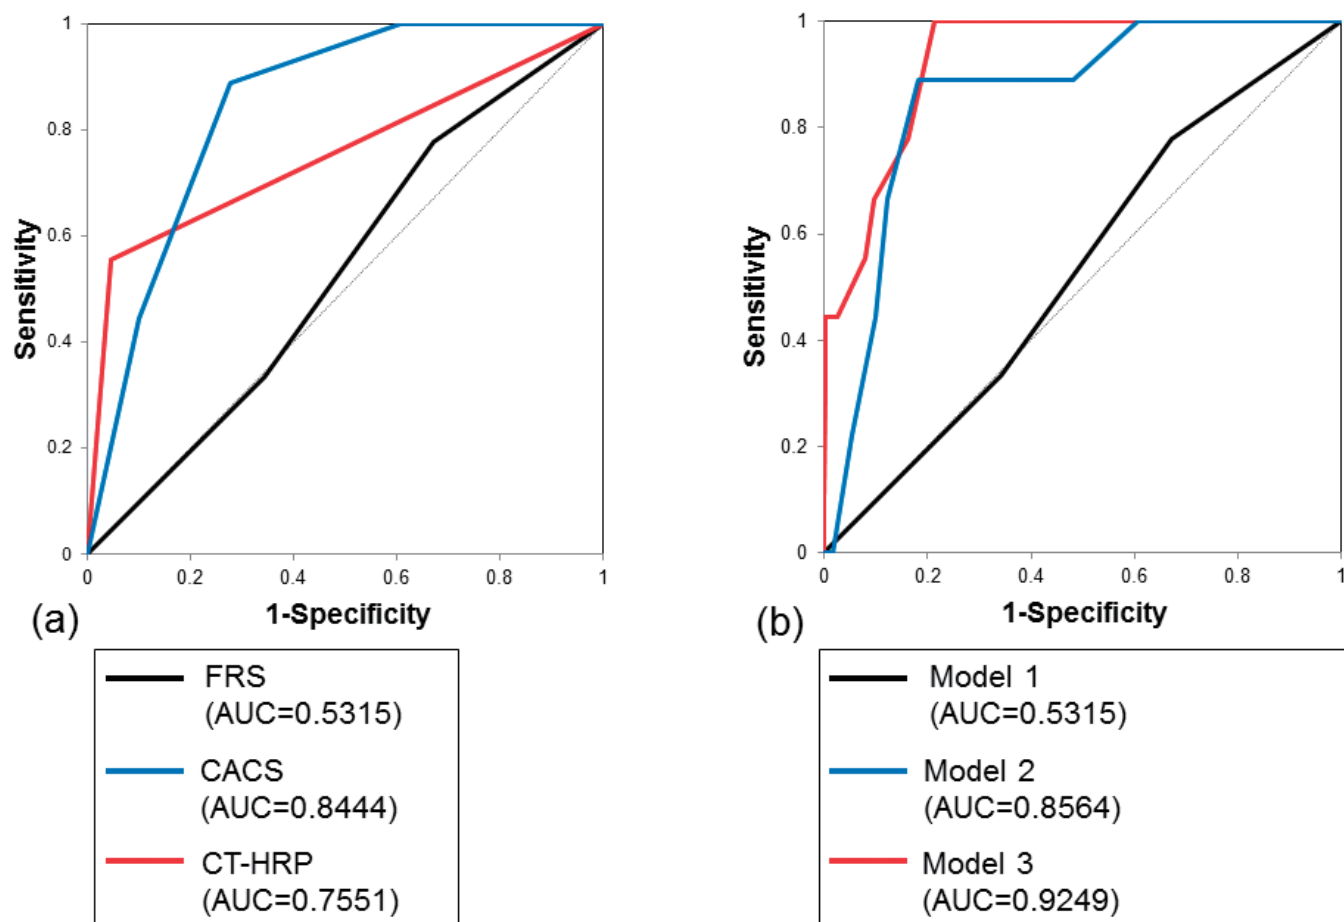 1
0.8
0.6
0.4
0.2
0
0
0.2
0.4
0.6
0.8
1
Sensitivity
1-Specificity
(a)
FRS
(AUC=0.5315)
CACS
(AUC=0.8444)
CT-HRP
(AUC=0.7551)
1
0.8
0.6
0.4
0.2
0
0
0.2
0.4
0.6
0.8
1
Sensitivity
1-Specificity
(b)
Model 1
(AUC=0.5315)
Model 2
(AUC=0.8564)
Model 3
(AUC=0.9249)